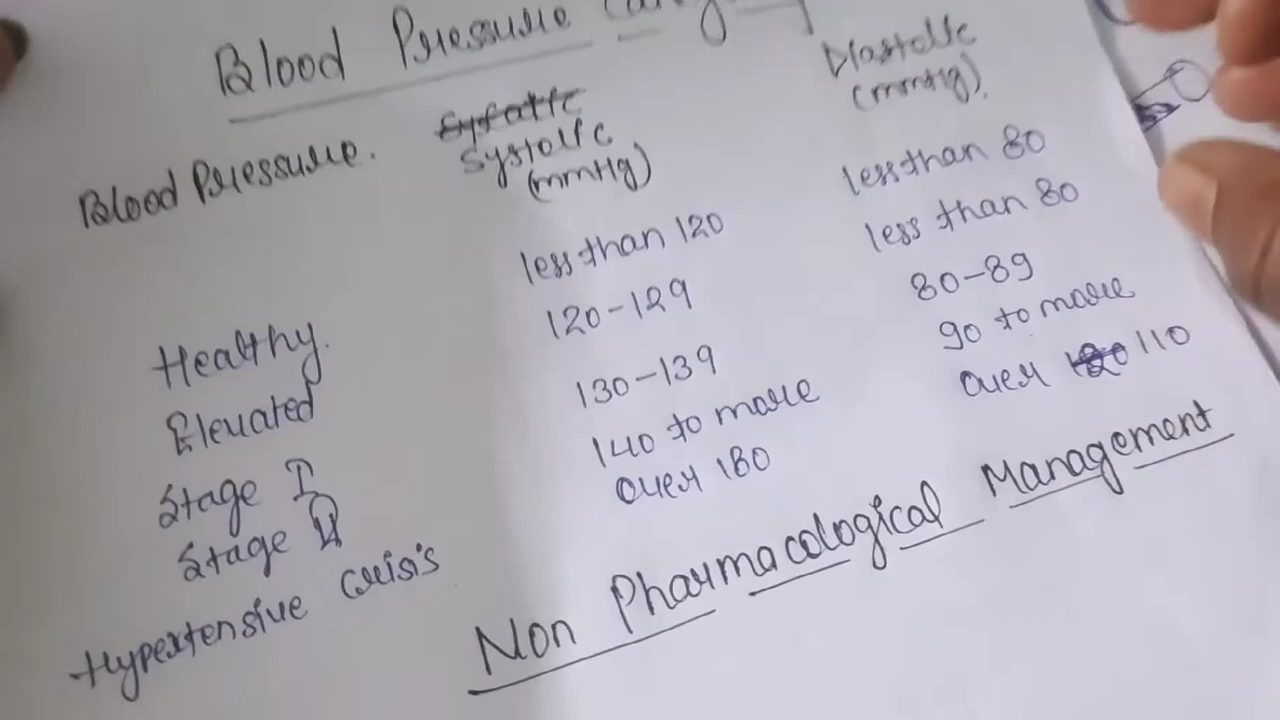 Blood Pressure
Blood Pressure. Systolic (mmHg) Diastolic (mmHg).
Healthy. less than 120 less than 80
Elevated 120-129 less than 80
Stage I 130-139 80-89
Stage II 140 to more 90 to more
Hypertensive Crisis over 180 over 110
Non Pharmacological Management